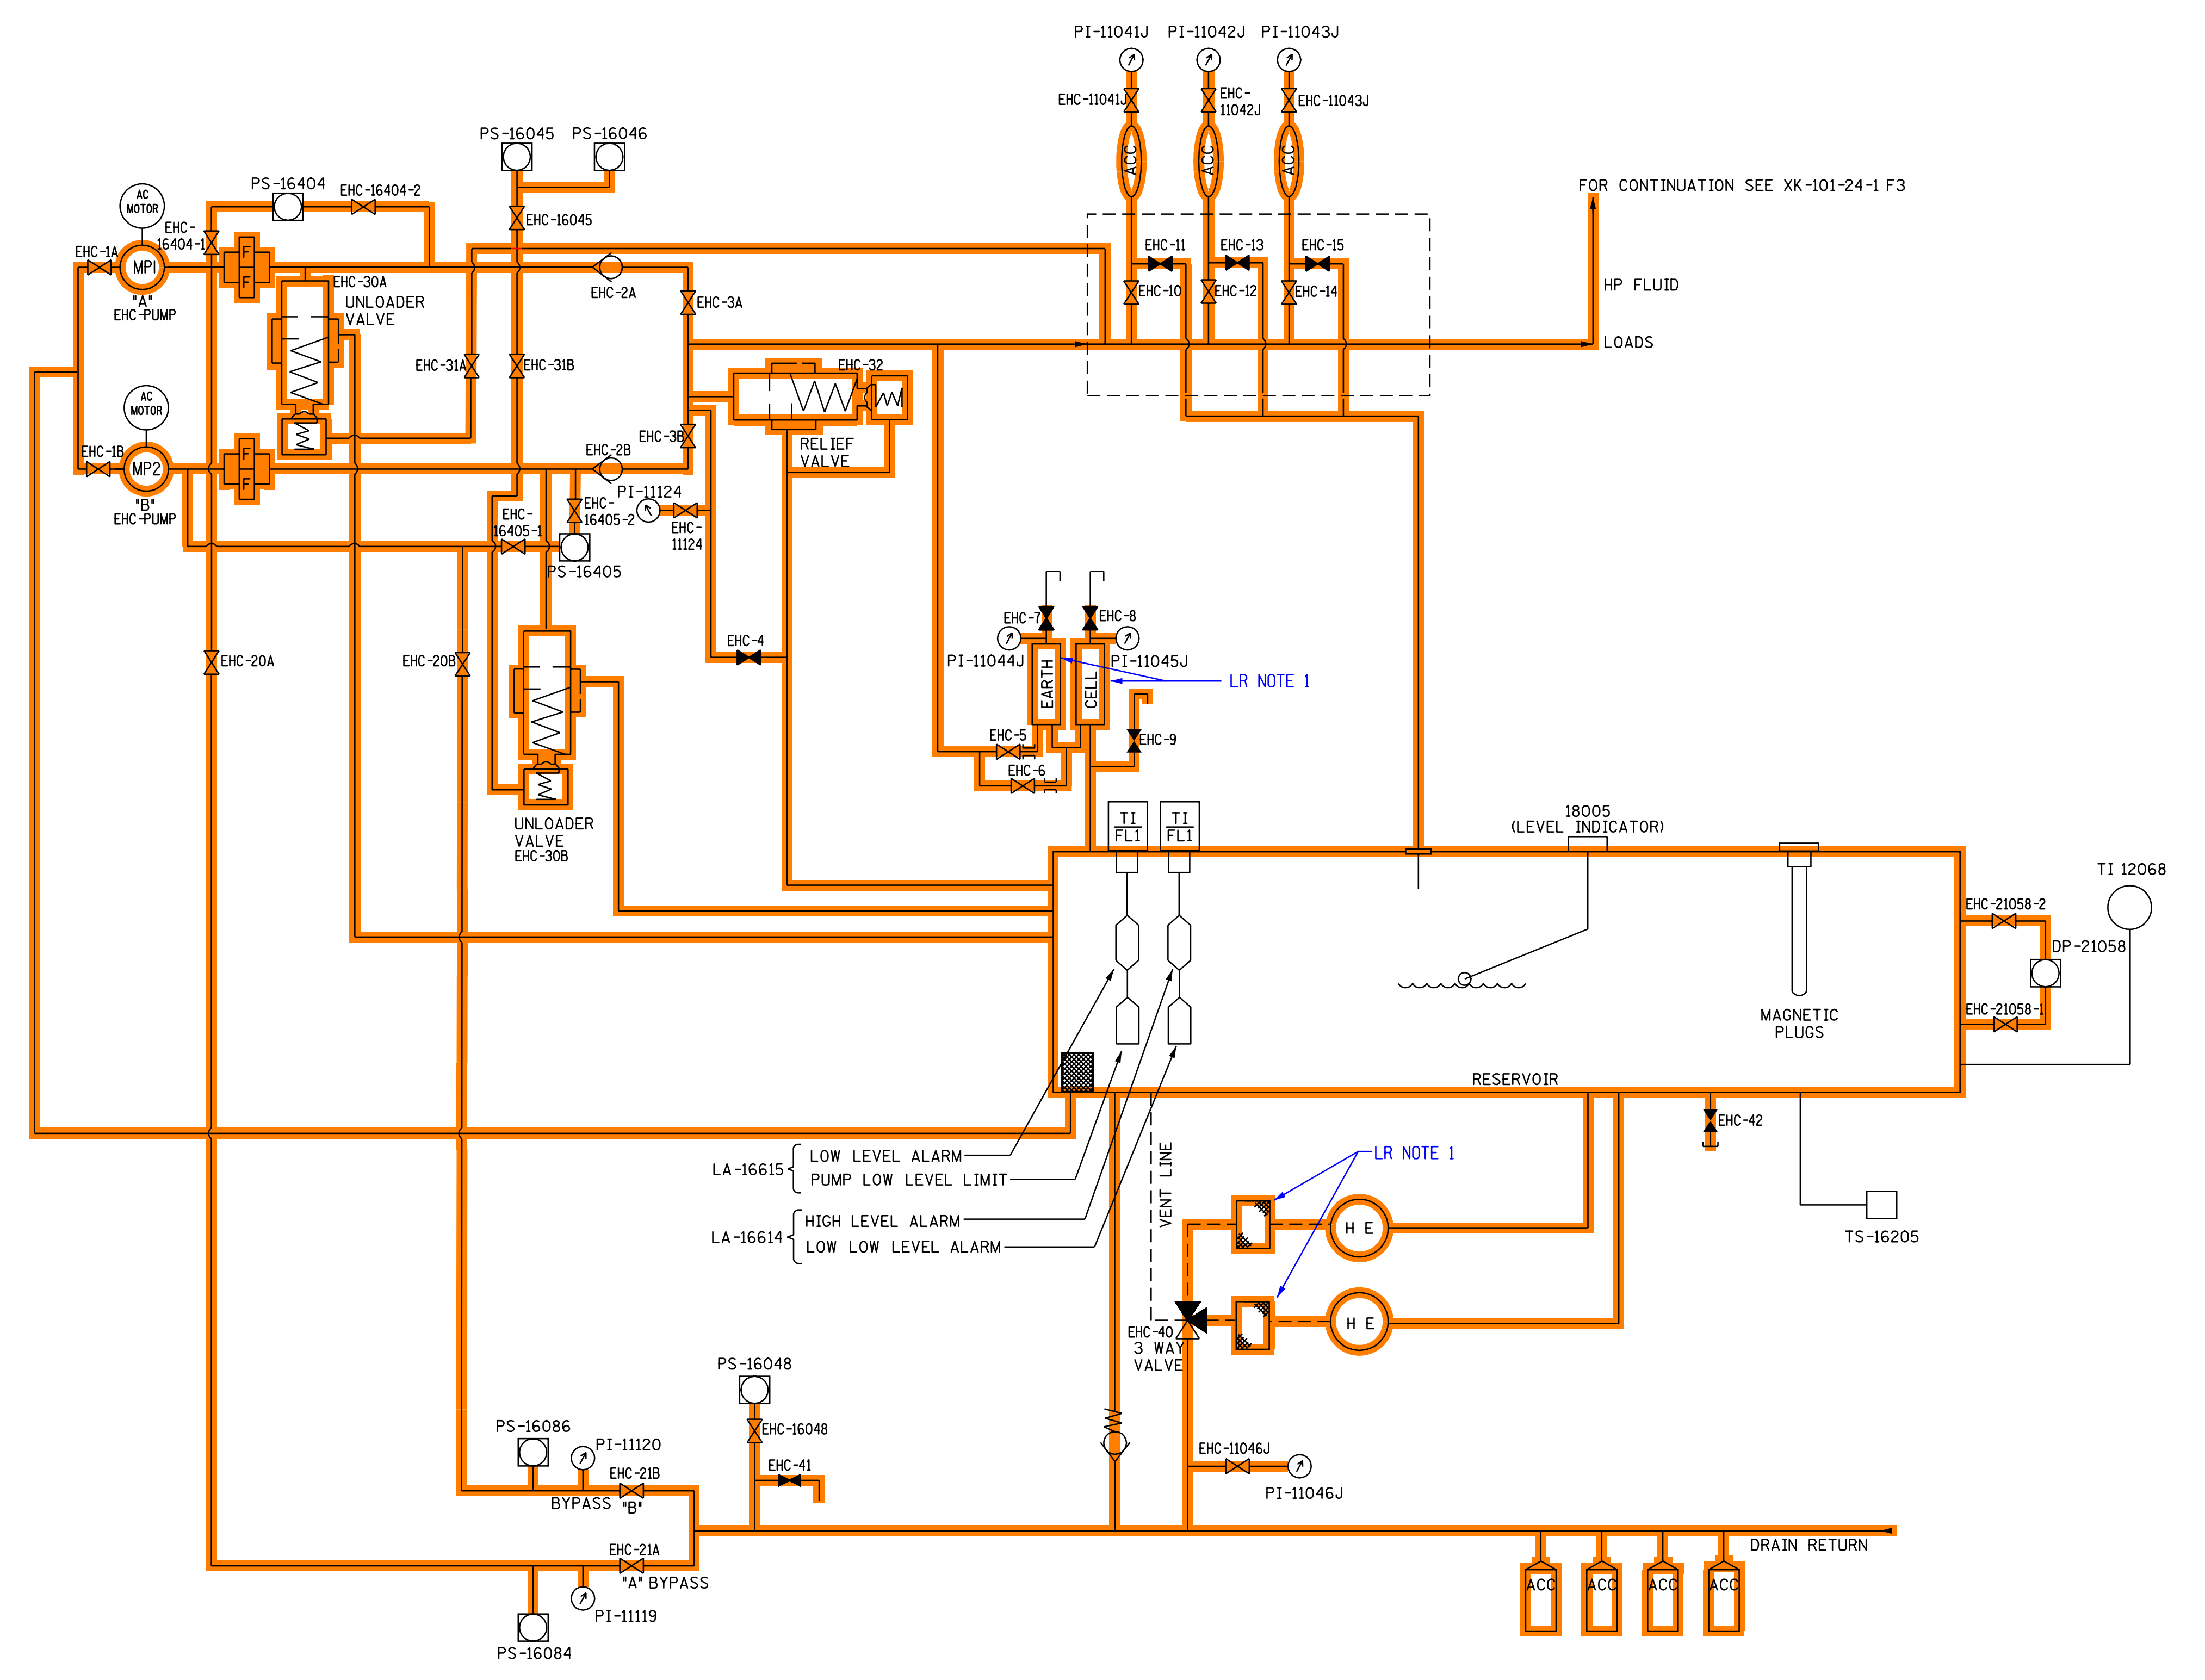 PI-11041J
PI-11042J
PI-11043J
EHC-11041J
EHC-
11042J
EHC-11043J
ACC
ACC
ACC
FOR CONTINUATION SEE XK-101-24-1 F3
HP FLUID
LOADS
EHC-11
EHC-13
EHC-15
EHC-10
EHC-12
EHC-14
PS-16045
PS-16046
EHC-16045
PS-16404
EHC-16404-2
AC
MOTOR
EHC-
16404-1
EHC-1A
MP1
"A"
EHC-PUMP
F
F
EHC-30A
UNLOADER
VALVE
EHC-2A
EHC-3A
EHC-31A
EHC-31B
EHC-32
RELIEF
VALVE
AC
MOTOR
EHC-1B
MP2
"B"
EHC-PUMP
F
F
EHC-2B
EHC-3B
PI-11124
EHC-
11124
EHC-
16405-2
EHC-
16405-1
PS-16405
EHC-4
EHC-20A
EHC-20B
UNLOADER
VALVE
EHC-30B
EHC-7
EHC-8
PI-11044J
PI-11045J
EARTH
CELL
LR NOTE 1
EHC-5
EHC-6
EHC-9
TI
FL1
TI
FL1
18005
(LEVEL INDICATOR)
TI 12068
EHC-21058-2
DP-21058
EHC-21058-1
MAGNETIC
PLUGS
RESERVOIR
EHC-42
TS-16205
LA-16615
LOW LEVEL ALARM
PUMP LOW LEVEL LIMIT
LA-16614
HIGH LEVEL ALARM
LOW LOW LEVEL ALARM
VENT LINE
LR NOTE 1
H E
H E
EHC-40
3 WAY
VALVE
PS-16048
EHC-16048
EHC-41
PS-16086
PI-11120
EHC-21B
BYPASS "B"
EHC-21A
"A" BYPASS
PI-11119
PS-16084
EHC-11046J
PI-11046J
DRAIN RETURN
ACC
ACC
ACC
ACC